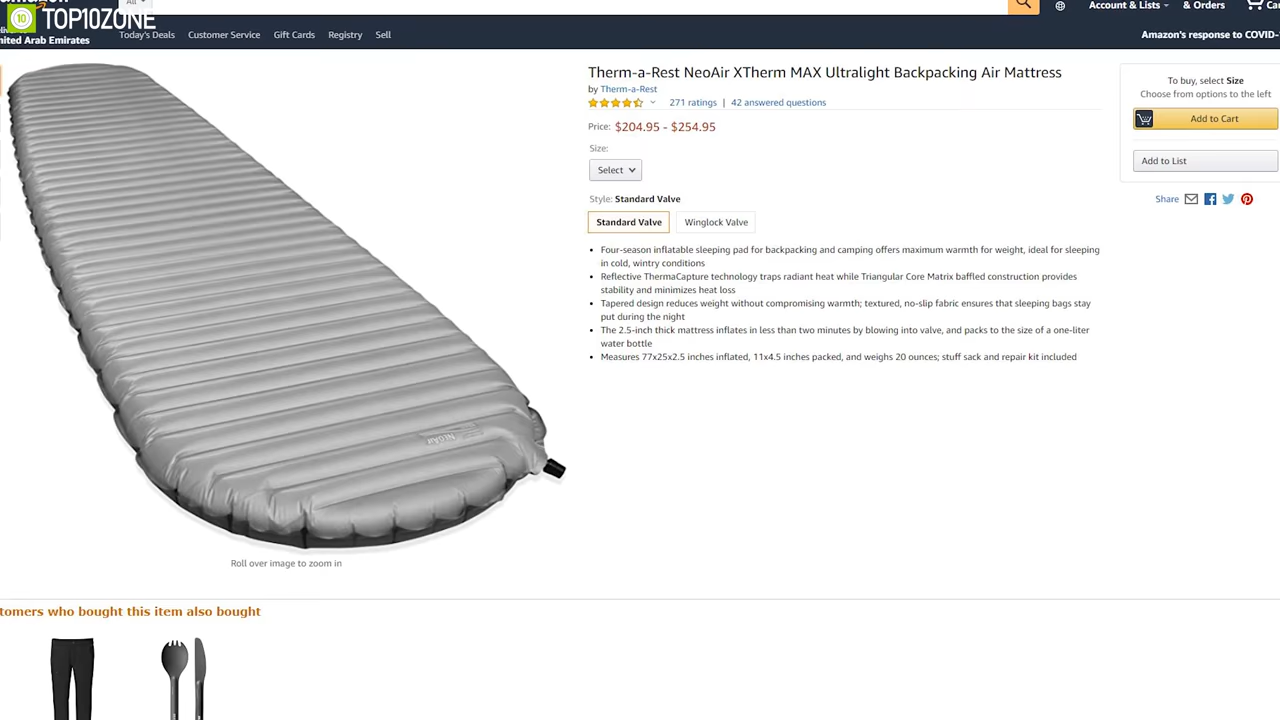 All
Account & Lists
& Orders
Car
10 TOP10ZONE
nited Arab Emirates
Today's Deals Customer Service Gift Cards Registry Sell
Amazon's response to COVID-
Therm-a-Rest NeoAir XTherm MAX Ultralight Backpacking Air Mattress
by Therm-a-Rest
271 ratings | 42 answered questions
Price: $204.95 - $254.95
Size:
Select
Style: Standard Valve
Standard Valve Winglock Valve
• Four-season inflatable sleeping pad for backpacking and camping offers maximum warmth for weight, ideal for sleeping
in cold, wintry conditions
• Reflective ThermaCapture technology traps radiant heat while Triangular Core Matrix baffled construction provides
stability and minimizes heat loss
• Tapered design reduces weight without compromising warmth; textured, no-slip fabric ensures that sleeping bags stay
put during the night
• The 2.5-inch thick mattress inflates in less than two minutes by blowing into valve, and packs to the size of a one-liter
water bottle
• Measures 77x25x2.5 inches inflated, 11x4.5 inches packed, and weighs 20 ounces; stuff sack and repair kit included
To buy, select Size
Choose from options to the left
Add to Cart
Add to List
Share
NeoAir
Roll over image to zoom in
tomers who bought this item also bought